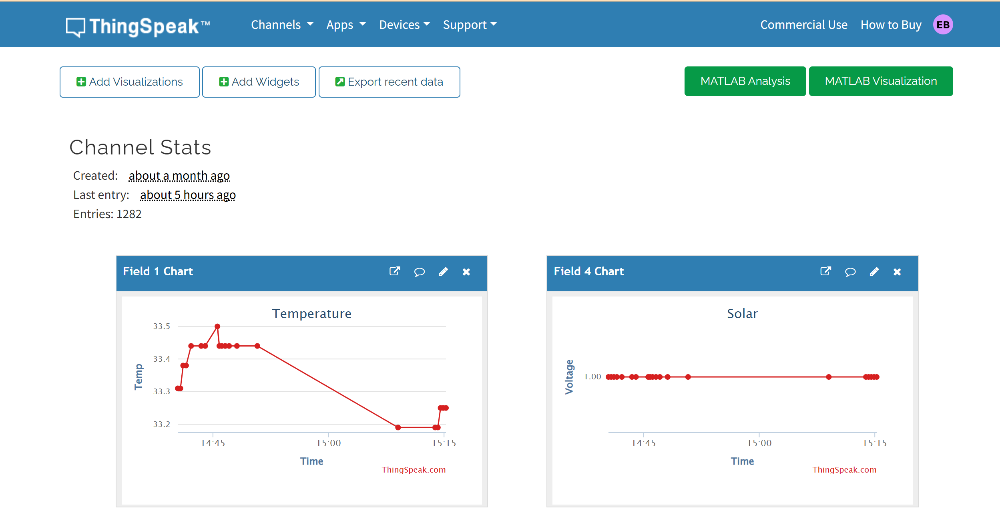 ThingSpeak™ Channels Apps Devices Support Commercial Use How to Buy EB
Add Visualizations Add Widgets Export recent data MATLAB Analysis MATLAB Visualization
Channel Stats
Created: about a month ago
Last entry: about 5 hours ago
Entries: 1282
Field 1 Chart
Temperature
Temp
33.5
33.4
33.3
33.2
14:45 15:00 15:15
Time
ThingSpeak.com
Field 4 Chart
Solar
Voltage
1.00
14:45 15:00 15:15
Time
ThingSpeak.com